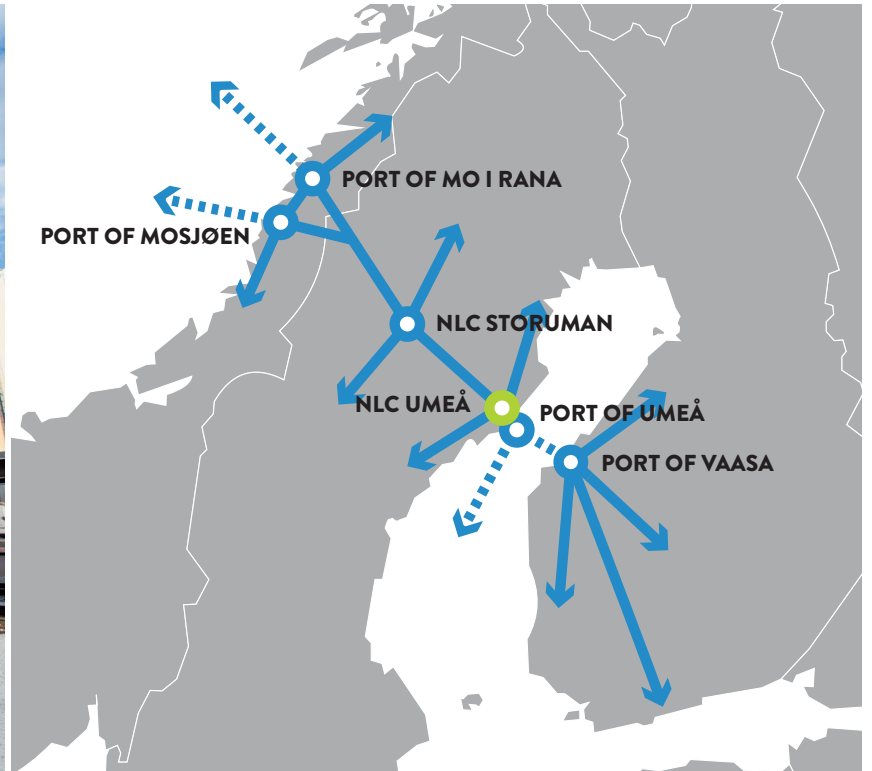 PORT OF MO I RANA
PORT OF MOSJØEN
NLC STORUMAN
NLC UMEÅ
PORT OF UMEÅ
PORT OF VAASA